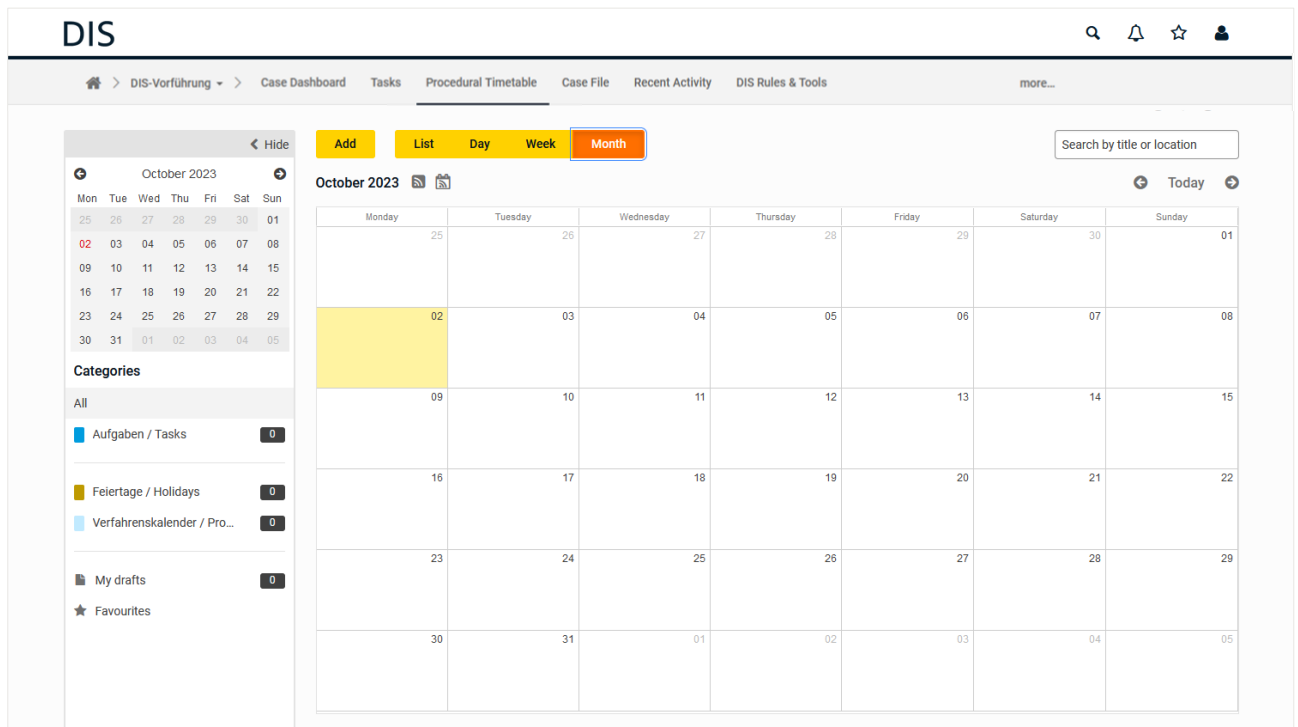 DIS
DIS-Vorführung Case Dashboard Tasks Procedural Timetable Case File Recent Activity DIS Rules & Tools more...
Hide
October 2023
Mon Tue Wed Thu Fri Sat Sun
25 26 27 28 29 30 01
02 03 04 05 06 07 08
09 10 11 12 13 14 15
16 17 18 19 20 21 22
23 24 25 26 27 28 29
30 31 01 02 03 04 05
Categories
All
Aufgaben / Tasks 0
Feiertage / Holidays 0
Verfahrenskalender / Pro... 0
My drafts 0
Favourites
Add List Day Week Month Search by title or location
October 2023 Today
Monday Tuesday Wednesday Thursday Friday Saturday Sunday
25 26 27 28 29 30 01
02 03 04 05 06 07 08
09 10 11 12 13 14 15
16 17 18 19 20 21 22
23 24 25 26 27 28 29
30 31 01 02 03 04 05